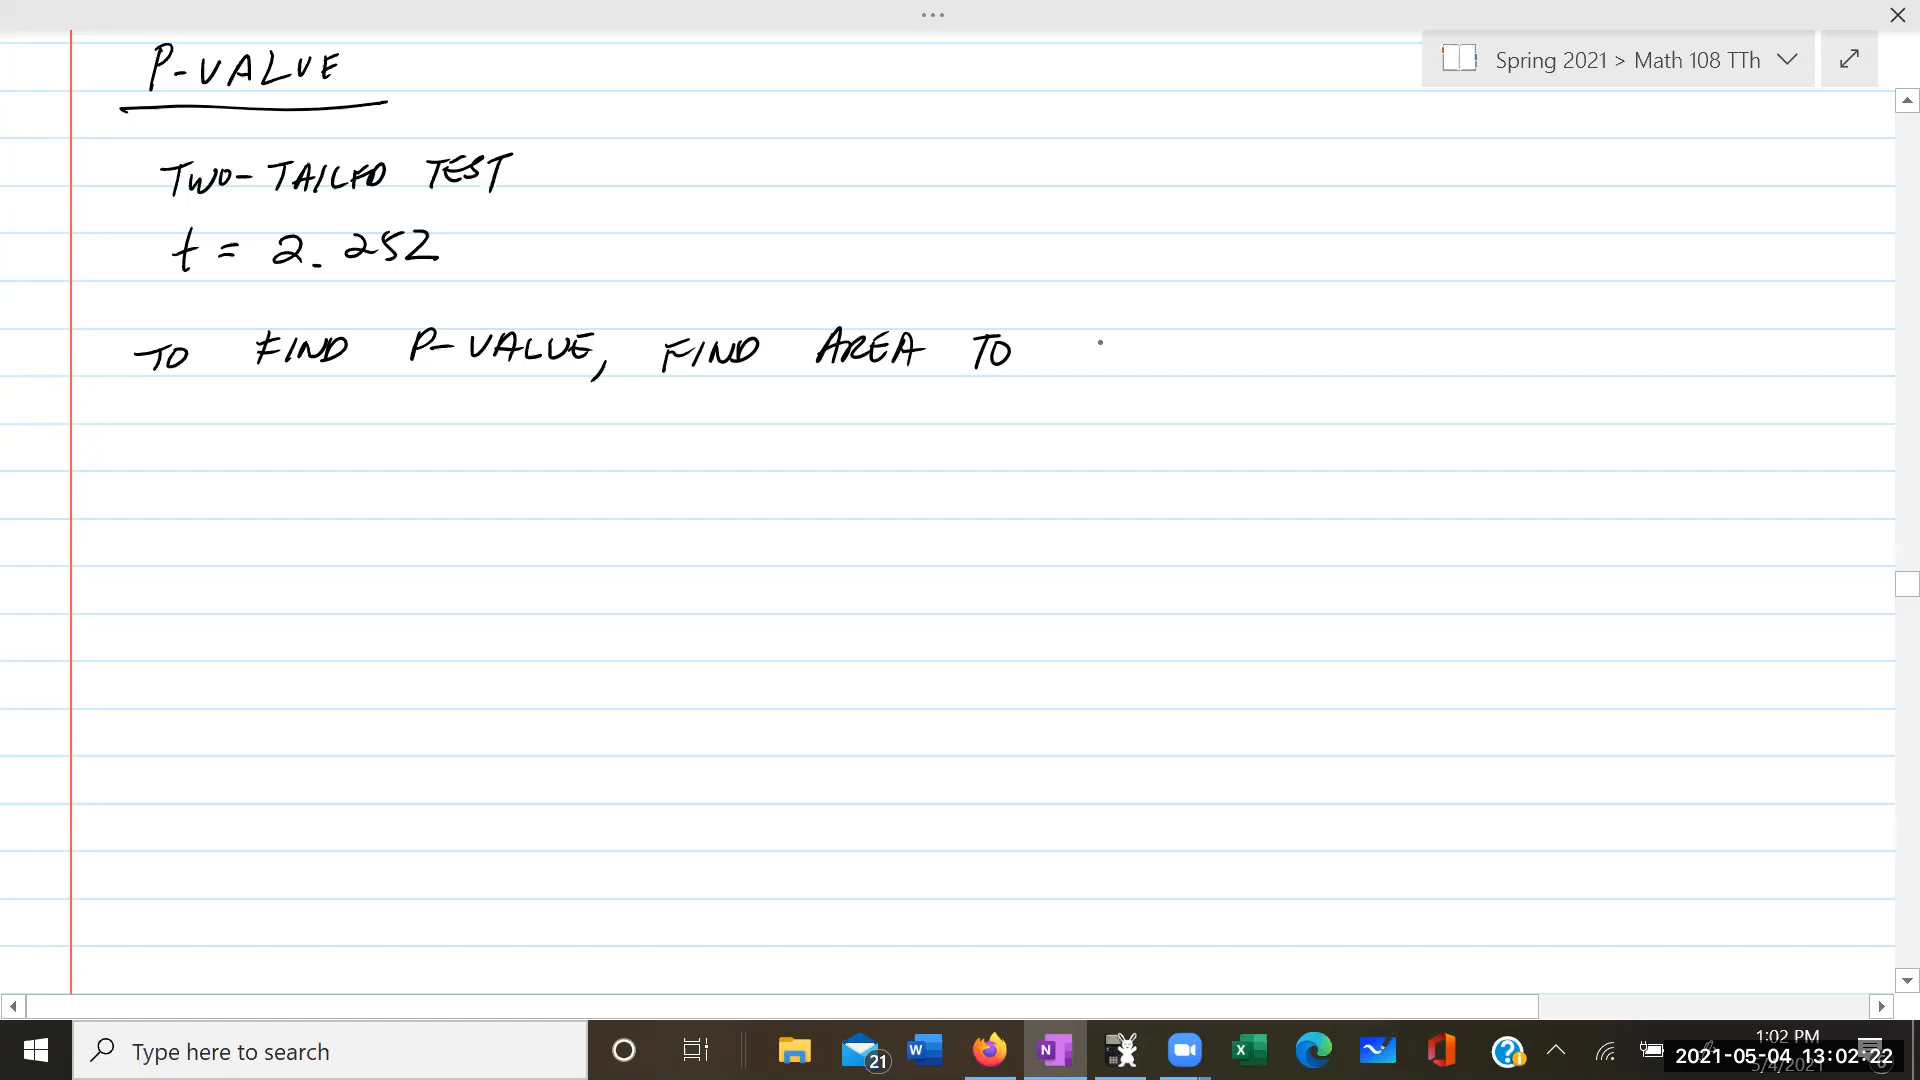 ...
Spring 2021 > Math 108 TTh
P-VALUE
TWO-TAILED TEST
t = 2.252
TO FIND P-VALUE, FIND AREA TO
Type here to search
21
1:02 PM
2021-05-04 13:02:22